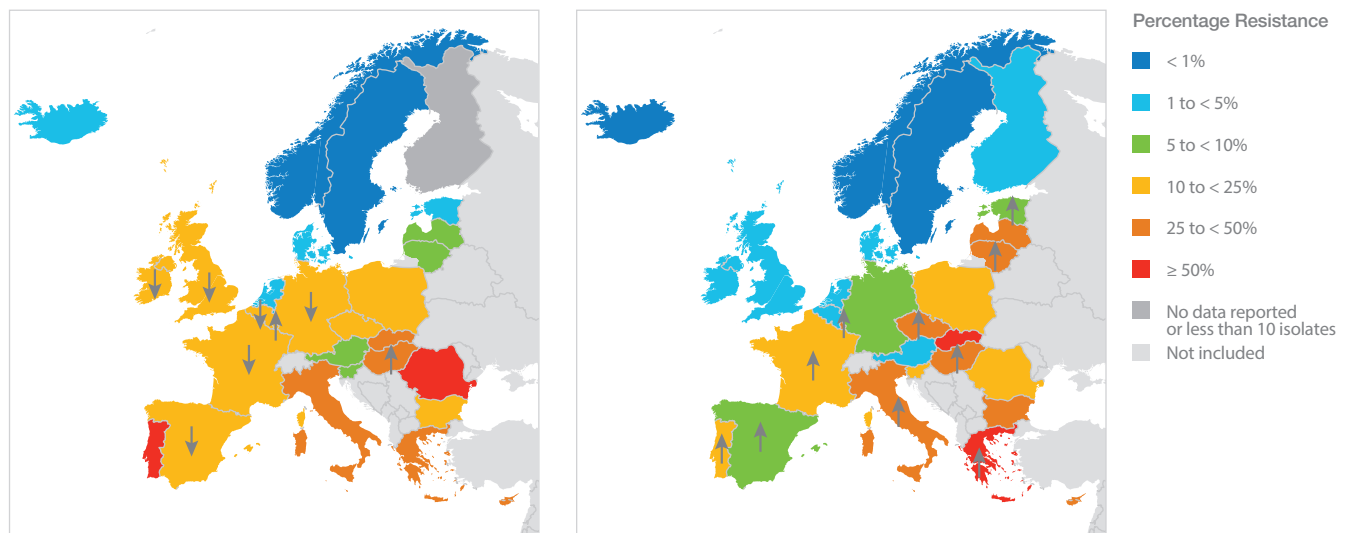 Percentage Resistance
< 1%
1 to < 5%
5 to < 10%
10 to < 25%
25 to < 50%
≥ 50%
No data reported
or less than 10 isolates
Not included